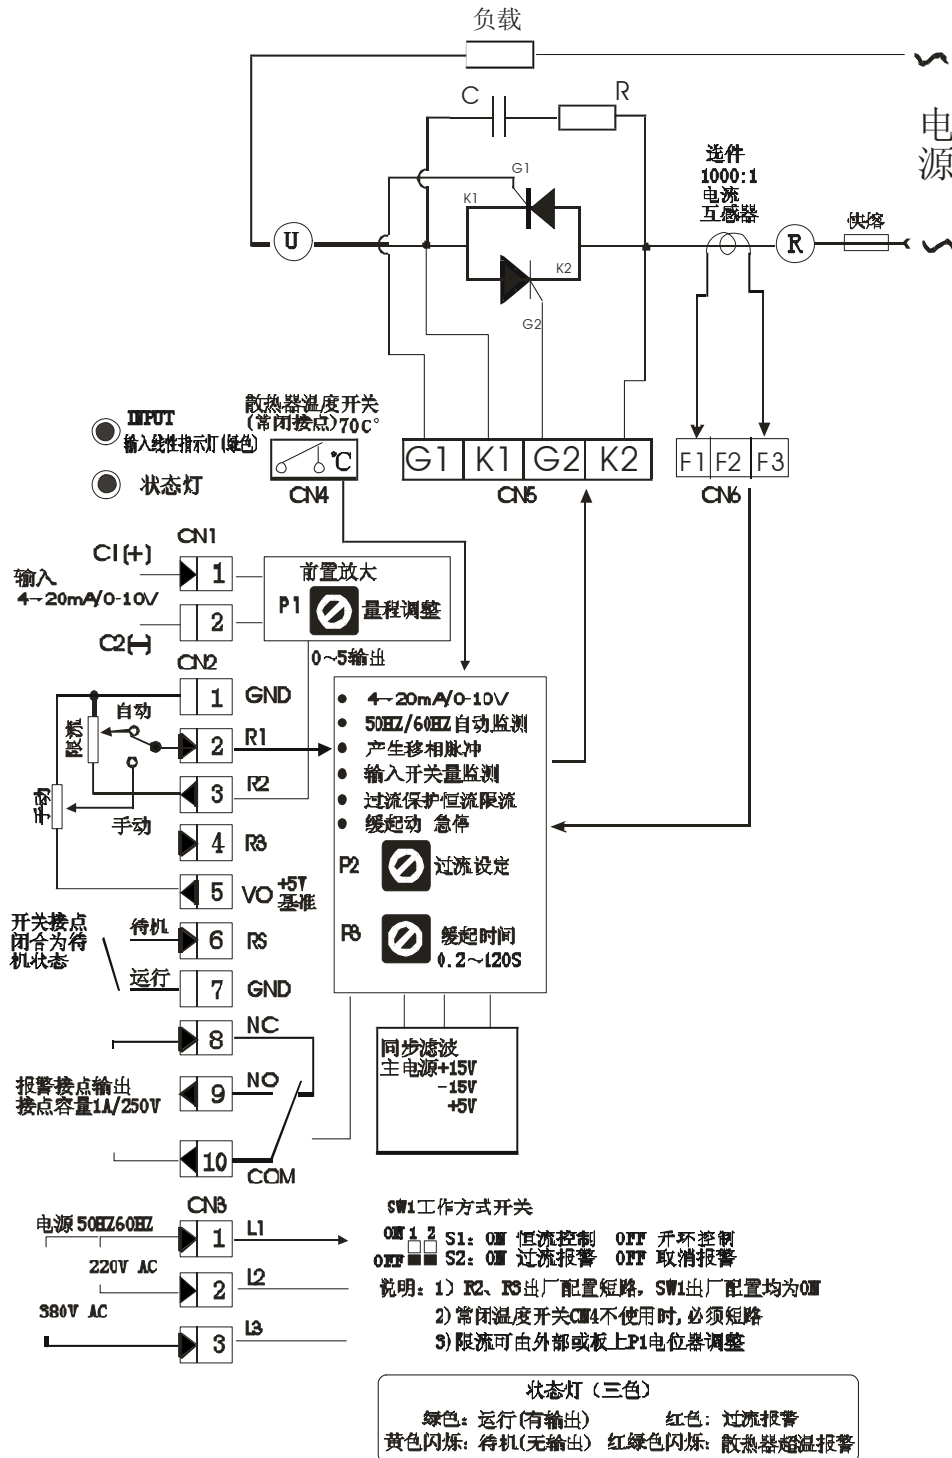 负载
电
源
C
R
选件
1000:1
电流
互感器
G1
K1
U
K2
G2
R
快熔
散热器温度开关
(常闭接点)70C°
℃
CN4
G1 K1 G2 K2
CN5
F1 F2 F3
CN6
INPUT
输入线性指示灯(绿色)
状态灯
CN1
C1(+)
1
输入
4~20mA/0-10V
2
C2(-)
前置放大
P1
量程调整
0~5输出
CN2
1 GND
自动
限流
2 R1
3 R2
手动
手动
4 R3
5 VO +5V
基准
开关接点
闭合为待
机状态
待机
6 RS
运行
7 GND
8 NC
报警接点输出
接点容量1A/250V
9 NO
10
COM
4~20mA/0-10V
50HZ/60HZ自动监测
产生移相脉冲
输入开关量监测
过流保护恒流限流
缓起动 急停
P2
过流设定
P3
缓起时间
0.2~120S
同步滤波
主电源+15V
-15V
+5V
CN3
电源50HZ60HZ
1 L1
220V AC
2 L2
380V AC
3 L3
SW1工作方式开关
ON 1 2 S1: ON 恒流控制 OFF 开环控制
OFF S2: ON 过流报警 OFF 取消报警
说明: 1) R2、R3出厂配置短路, SW1出厂配置均为ON
2)常闭温度开关CN4不使用时,必须短路
3)限流可由外部或板上P1电位器调整
状态灯(三色)
绿色: 运行(有输出) 红色: 过流报警
黄色闪烁: 待机(无输出) 红绿色闪烁: 散热器超温报警